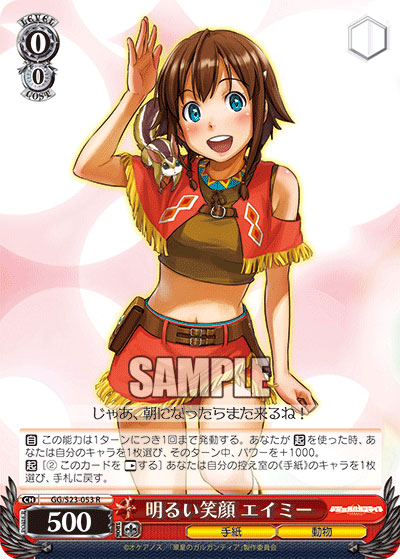 LEVEL
0
0
COST
SAMPLE
じゃあ、朝になったらまた来るね！
自 この能力は1ターンにつき1回まで発動する。あなたが 起 を使った時、あ
なたは自分のキャラを1枚選び、そのターン中、パワーを＋1000。
起 [② このカードを レスト する] あなたは自分の控え室の《手紙》のキャラを1枚
選び、手札に戻す。
GG/S23-053 R
500
明るい笑顔 エイミー
手紙
動物
©オケアノス／「翠星のガルガンティア」製作委員会